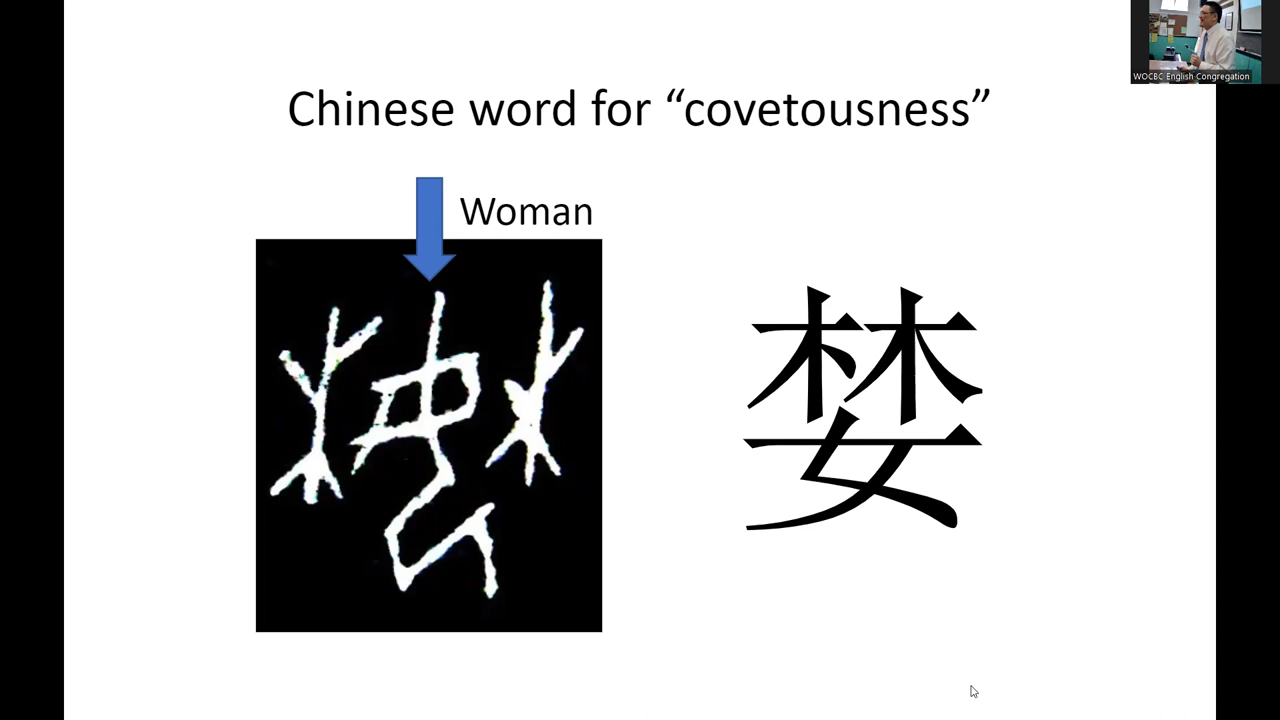 WOCBC English Congregation
Chinese word for “covetousness”
Woman
婪